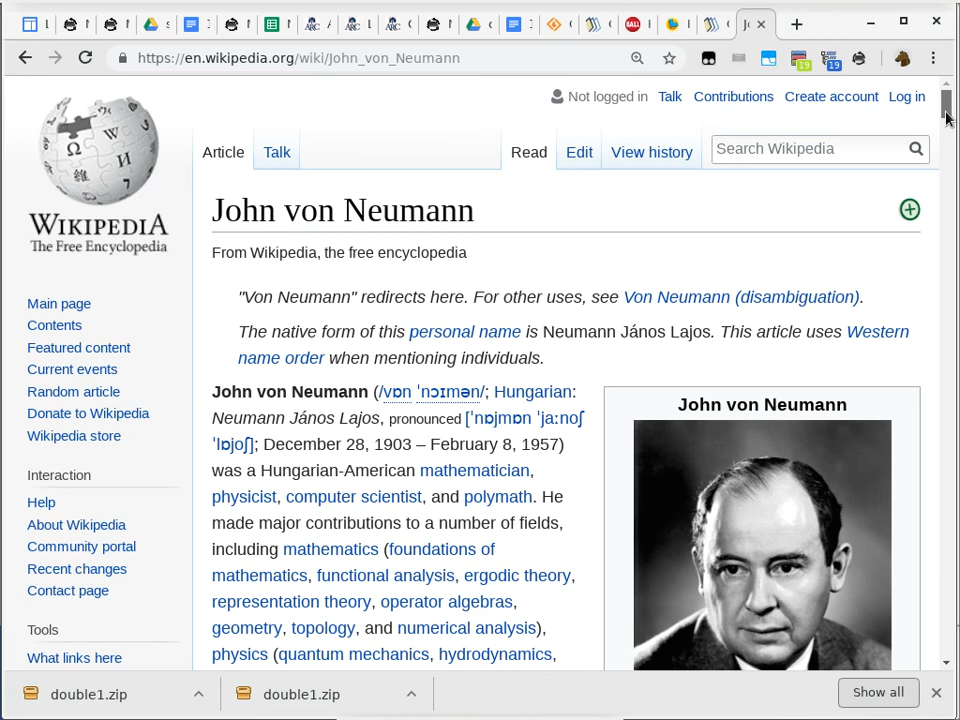 https://en.wikipedia.org/wiki/John_von_Neumann
19 19
Not logged in Talk Contributions Create account Log in
Article Talk Read Edit View history Search Wikipedia
WIKIPEDIA
The Free Encyclopedia
John von Neumann
From Wikipedia, the free encyclopedia
"Von Neumann" redirects here. For other uses, see Von Neumann (disambiguation).
The native form of this personal name is Neumann János Lajos. This article uses Western
name order when mentioning individuals.
Main page
Contents
Featured content
Current events
Random article
Donate to Wikipedia
Wikipedia store
Interaction
Help
About Wikipedia
Community portal
Recent changes
Contact page
Tools
What links here
John von Neumann (/vɒn ˈnɔɪmən/; Hungarian:
Neumann János Lajos, pronounced [ˈnɒjmɒn ˈjaːnoʃ
ˈlɒjoʃ]; December 28, 1903 – February 8, 1957)
was a Hungarian-American mathematician,
physicist, computer scientist, and polymath. He
made major contributions to a number of fields,
including mathematics (foundations of
mathematics, functional analysis, ergodic theory,
representation theory, operator algebras,
geometry, topology, and numerical analysis),
physics (quantum mechanics, hydrodynamics,
John von Neumann
double1.zip double1.zip Show all